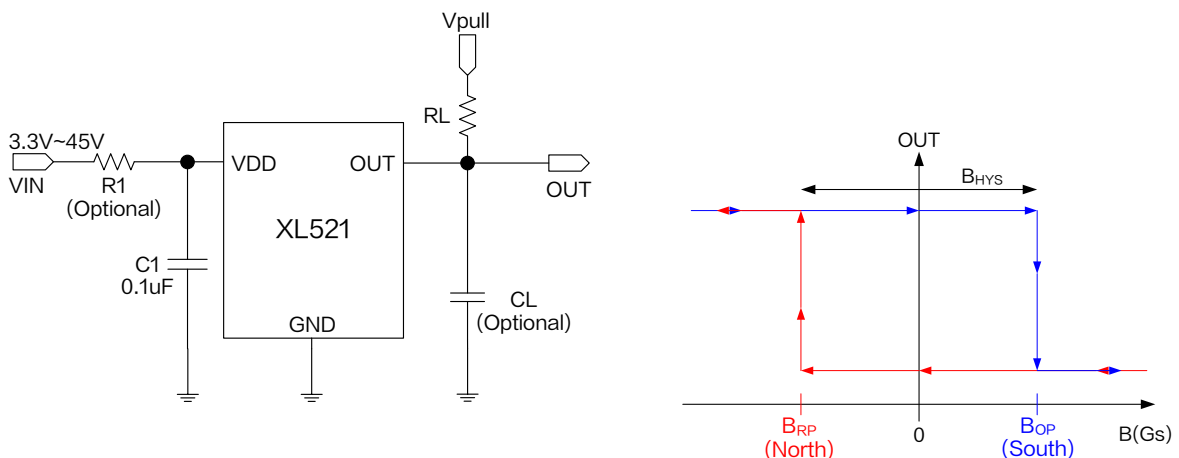 Vpull
RL
3.3V~45V
VIN
R1
(Optional)
VDD
OUT
OUT
XL521
C1
0.1uF
GND
CL
(Optional)
OUT
BHYS
BRP
(North)
0
BOP
(South)
B(Gs)